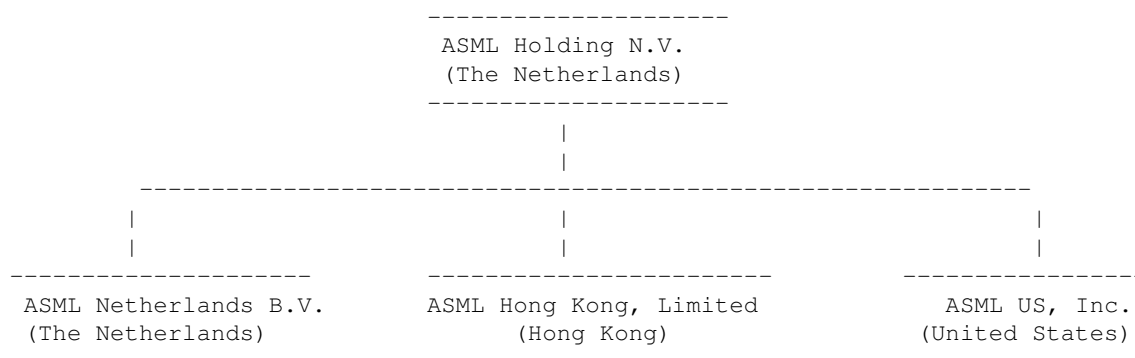 ASML Holding N.V.
(The Netherlands)
ASML Netherlands B.V.
(The Netherlands)
ASML Hong Kong, Limited
(Hong Kong)
ASML US, Inc.
(United States)